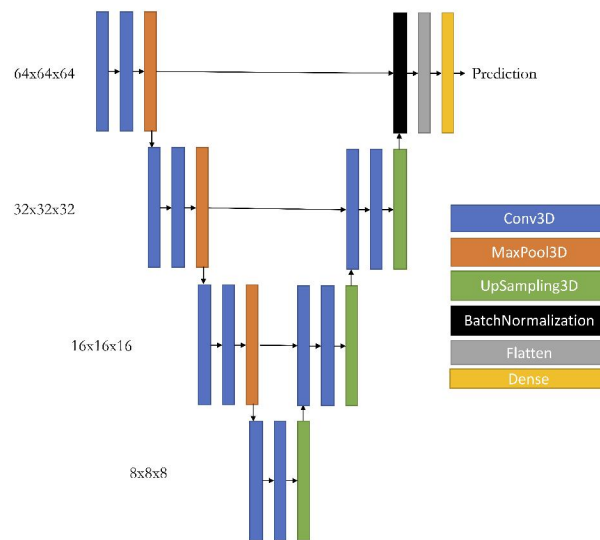 64x64x64
Prediction
32x32x32
Conv3D
MaxPool3D
UpSampling3D
BatchNormalization
16x16x16
Flatten
Dense
8x8x8